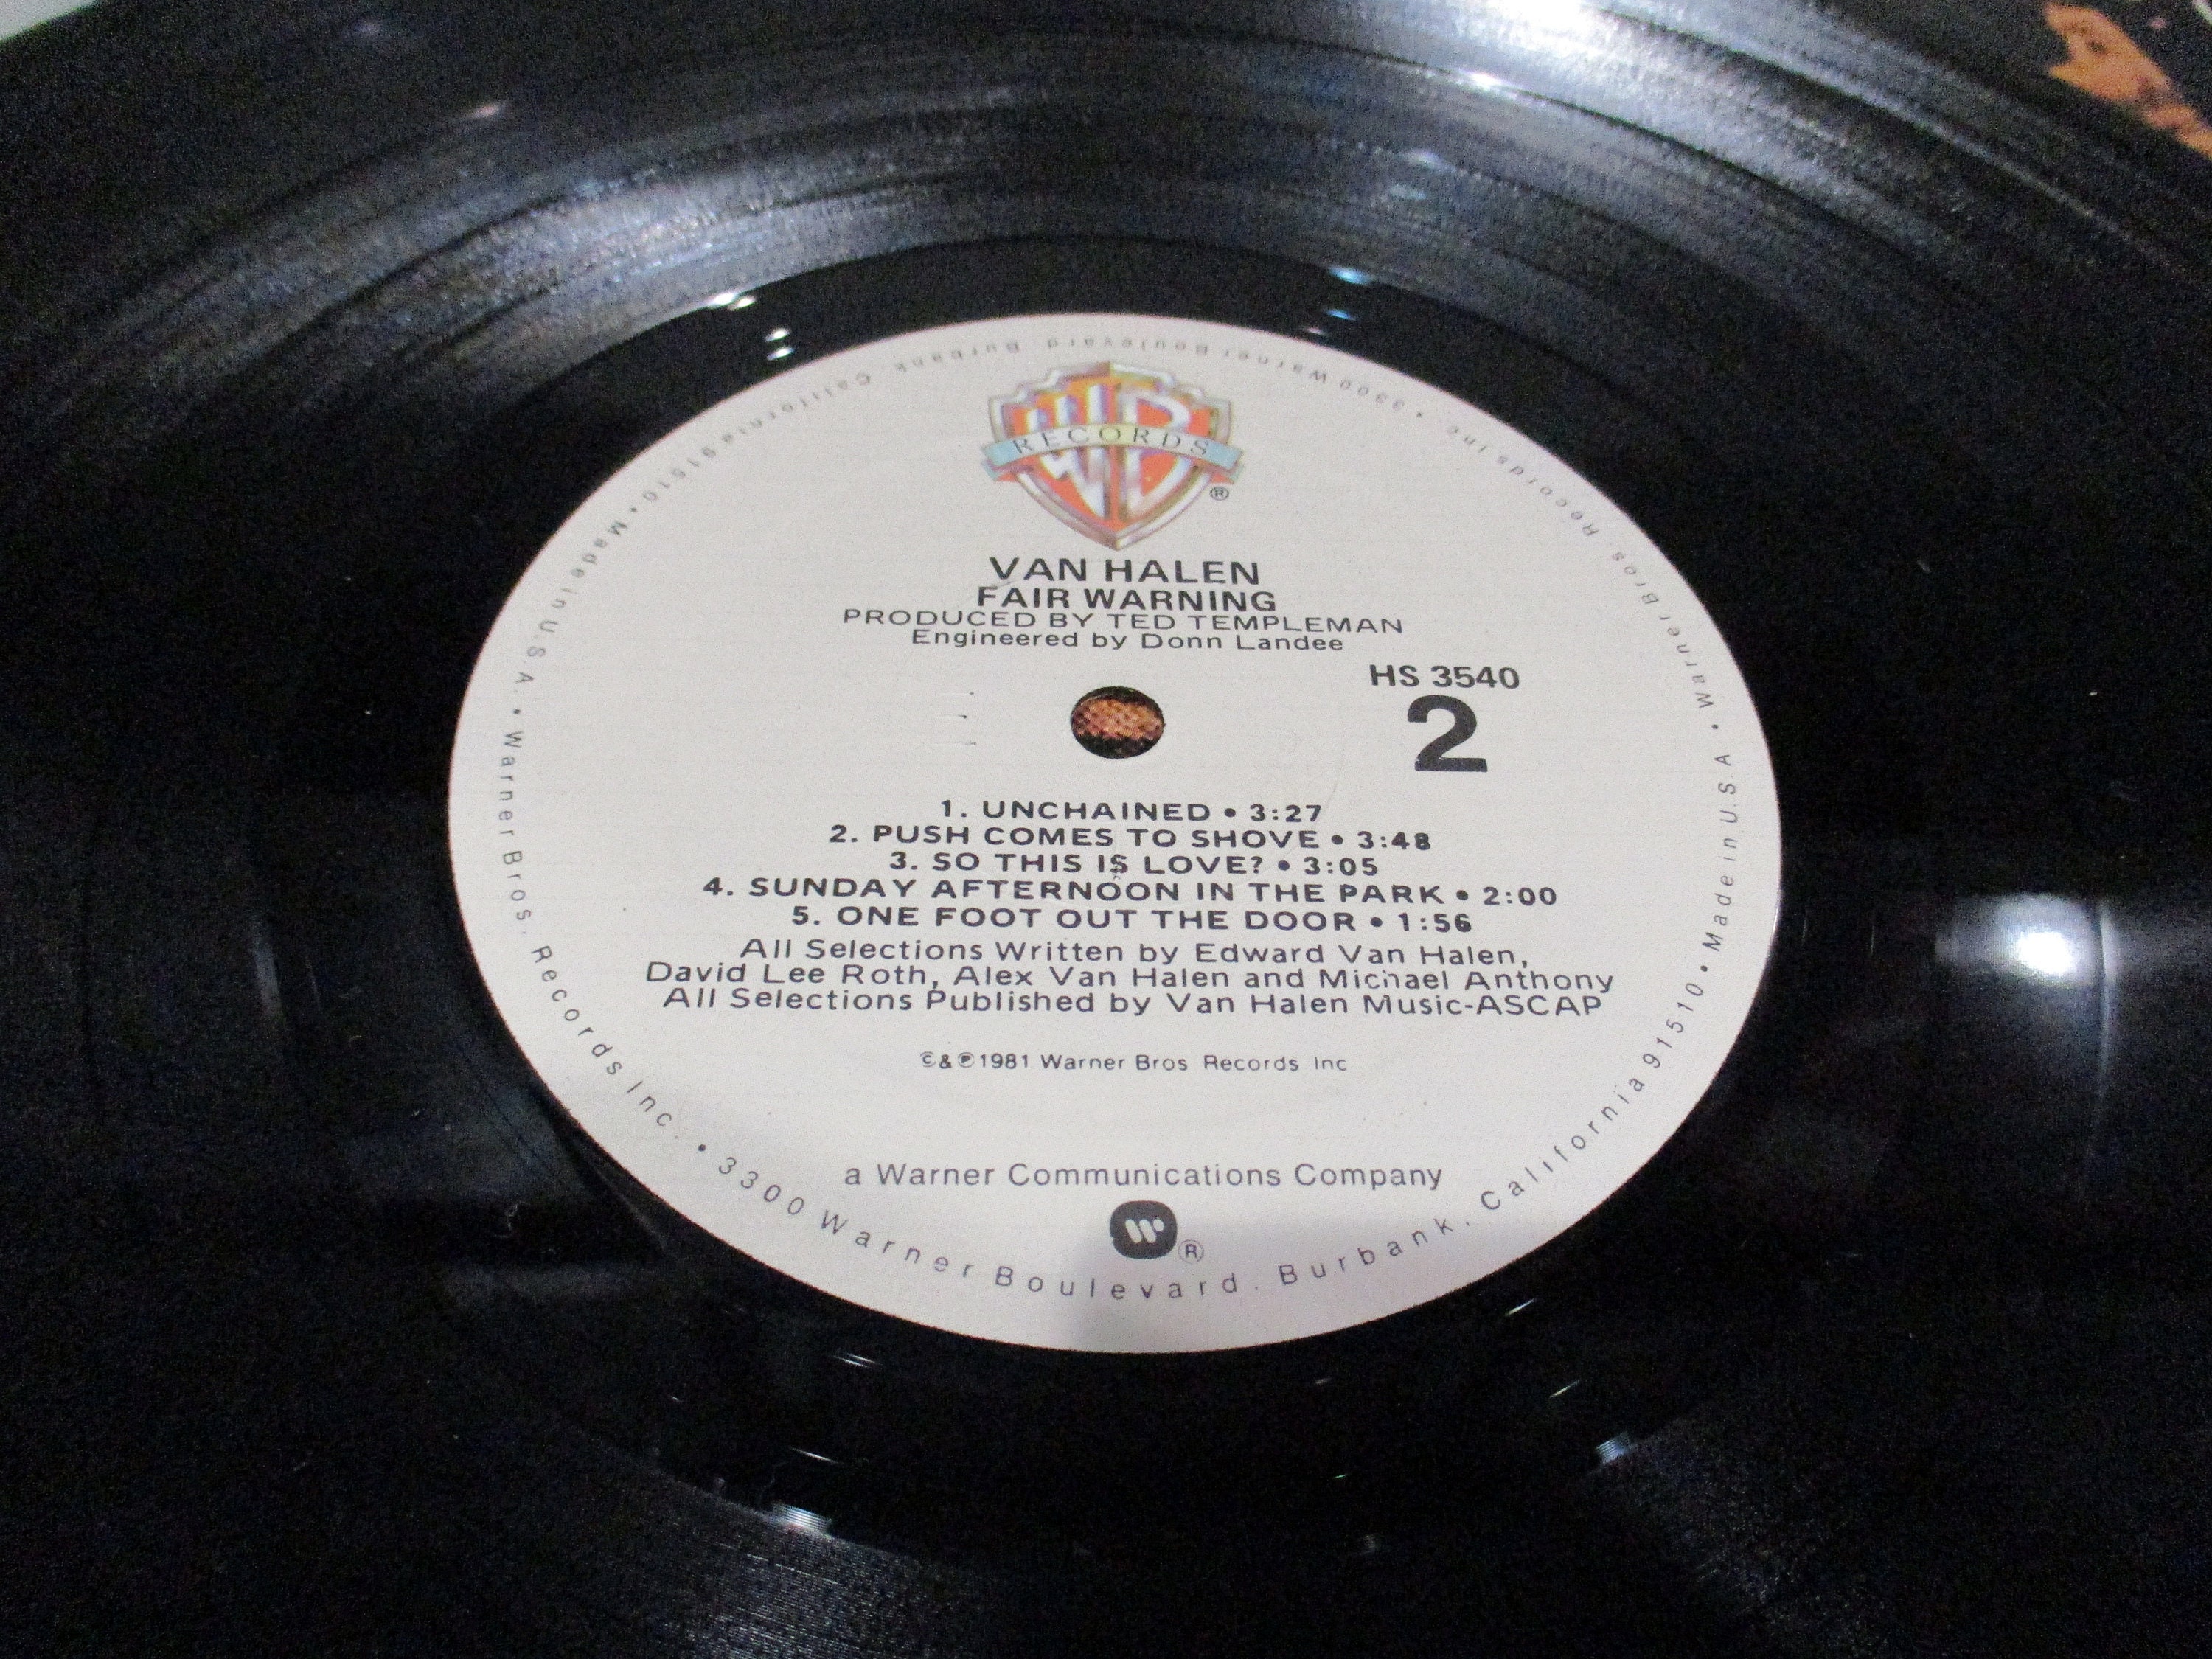 RECORDS
®
VAN HALEN
FAIR WARNING
PRODUCED BY TED TEMPLEMAN
Engineered by Donn Landee
HS 3540
2
1. UNCHAINED • 3:27
2. PUSH COMES TO SHOVE • 3:48
3. SO THIS IS LOVE? • 3:05
4. SUNDAY AFTERNOON IN THE PARK • 2:00
5. ONE FOOT OUT THE DOOR • 1:56
All Selections Written by Edward Van Halen,
David Lee Roth, Alex Van Halen and Michael Anthony
All Selections Published by Van Halen Music-ASCAP
©&℗1981 Warner Bros Records Inc
a Warner Communications Company
®
Warner Bros. Records Inc. • 3300 Warner Boulevard. Burbank. California 91510 • Made in U.S.A. • Warner Bros. Records Inc. • 3300 Warner Boulevard. Burbank. California 91510 • Made in U.S.A. •